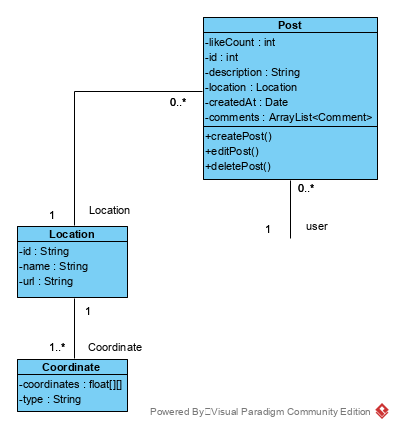 Post
-likeCount : int
-id : int
-description : String
-location : Location
-createdAt : Date
-comments : ArrayList<Comment>
+createPost()
+editPost()
+deletePost()
0..*
0..*
1
user
1
Location
Location
-id : String
-name : String
-url : String
1
1..*
Coordinate
Coordinate
-coordinates : float[][]
-type : String
Powered By Visual Paradigm Community Edition